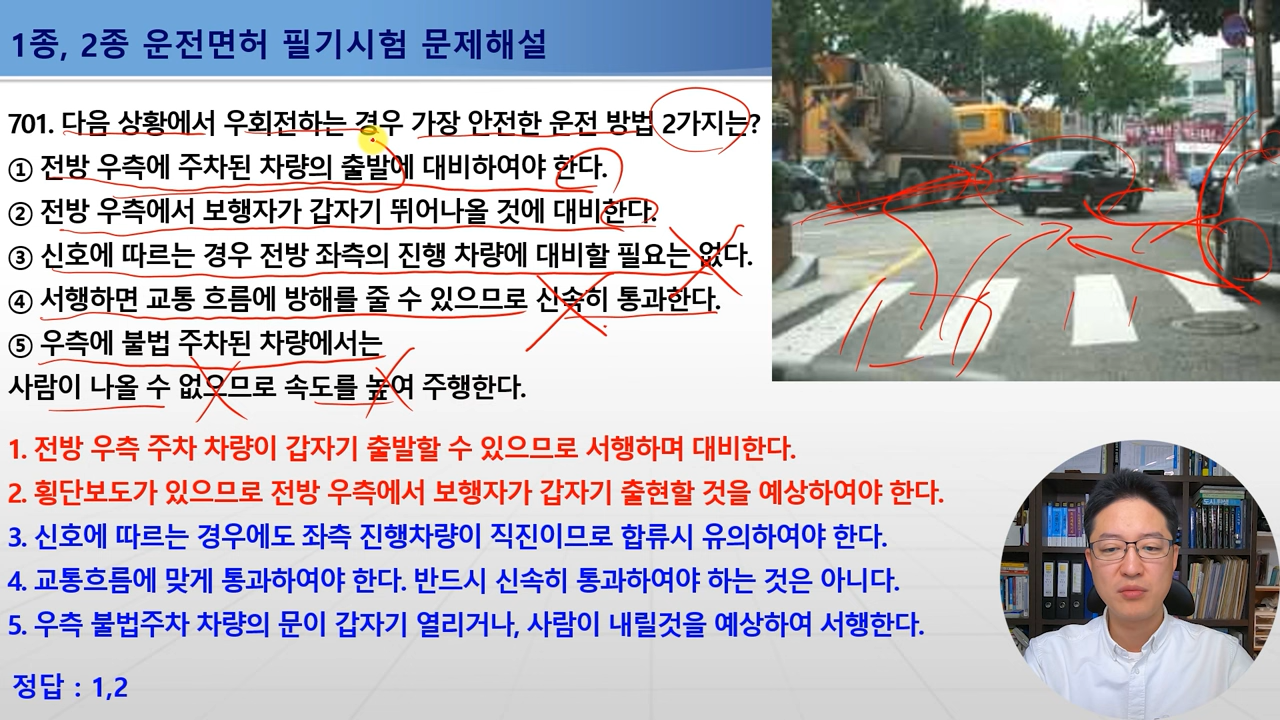 1종, 2종 운전면허 필기시험 문제해설
701. 다음 상황에서 우회전하는 경우 가장 안전한 운전 방법 2가지는?
① 전방 우측에 주차된 차량의 출발에 대비하여야 한다.
② 전방 우측에서 보행자가 갑자기 뛰어나올 것에 대비한다.
③ 신호에 따르는 경우 전방 좌측의 진행 차량에 대비할 필요는 없다.
④ 서행하면 교통 흐름에 방해를 줄 수 있으므로 신속히 통과한다.
⑤ 우측에 불법 주차된 차량에서는
사람이 나올 수 없으므로 속도를 높여 주행한다.
1. 전방 우측 주차 차량이 갑자기 출발할 수 있으므로 서행하며 대비한다.
2. 횡단보도가 있으므로 전방 우측에서 보행자가 갑자기 출현할 것을 예상하여야 한다.
3. 신호에 따르는 경우에도 좌측 진행차량이 직진이므로 합류시 유의하여야 한다.
4. 교통흐름에 맞게 통과하여야 한다. 반드시 신속히 통과하여야 하는 것은 아니다.
5. 우측 불법주차 차량의 문이 갑자기 열리거나, 사람이 내릴것을 예상하여 서행한다.
정답 : 1,2